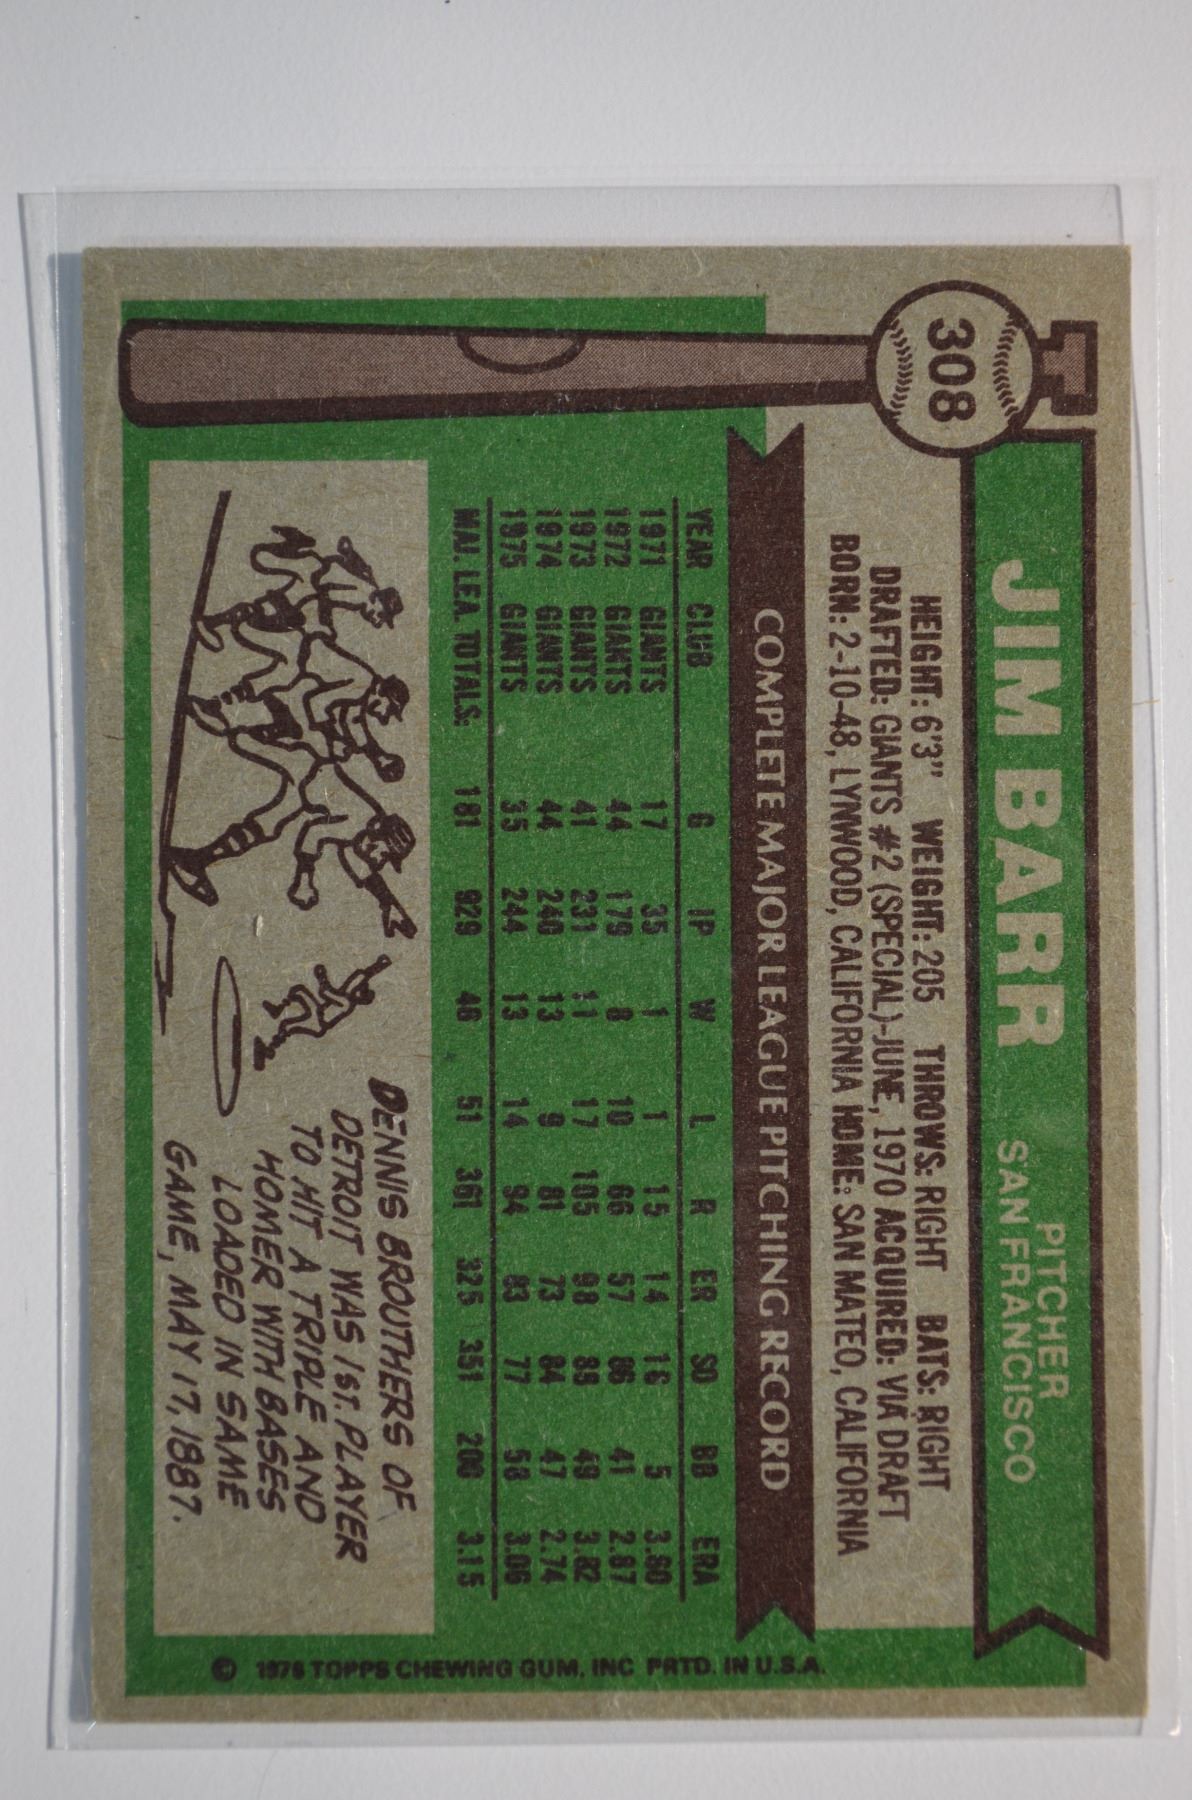 308
JIM BARR
PITCHER
SAN FRANCISCO
HEIGHT: 6'3" WEIGHT: 205 THROWS: RIGHT BATS: RIGHT
DRAFTED: GIANTS #2 (SPECIAL)-JUNE, 1970 ACQUIRED: VIA DRAFT
BORN: 2-10-48, LYNWOOD, CALIFORNIA HOME: SAN MATEO, CALIFORNIA
COMPLETE MAJOR LEAGUE PITCHING RECORD
YEAR CLUB G IP W L R ER SO BB ERA
1971 GIANTS 17 35 1 1 15 14 16 5 3.60
1972 GIANTS 44 179 8 10 66 57 86 41 2.87
1973 GIANTS 41 231 11 17 105 98 88 49 3.82
1974 GIANTS 44 240 13 9 81 73 84 47 2.74
1975 GIANTS 35 244 13 14 94 83 77 58 3.06
MAJ. LEA. TOTALS: 181 929 46 51 361 325 351 200 3.15
DENNIS BROUTHERS OF
DETROIT WAS 1ST. PLAYER
TO HIT A TRIPLE AND
HOMER WITH BASES
LOADED IN SAME
GAME, MAY 17, 1887.
© 1976 TOPPS CHEWING GUM, INC PRTD. IN U.S.A.